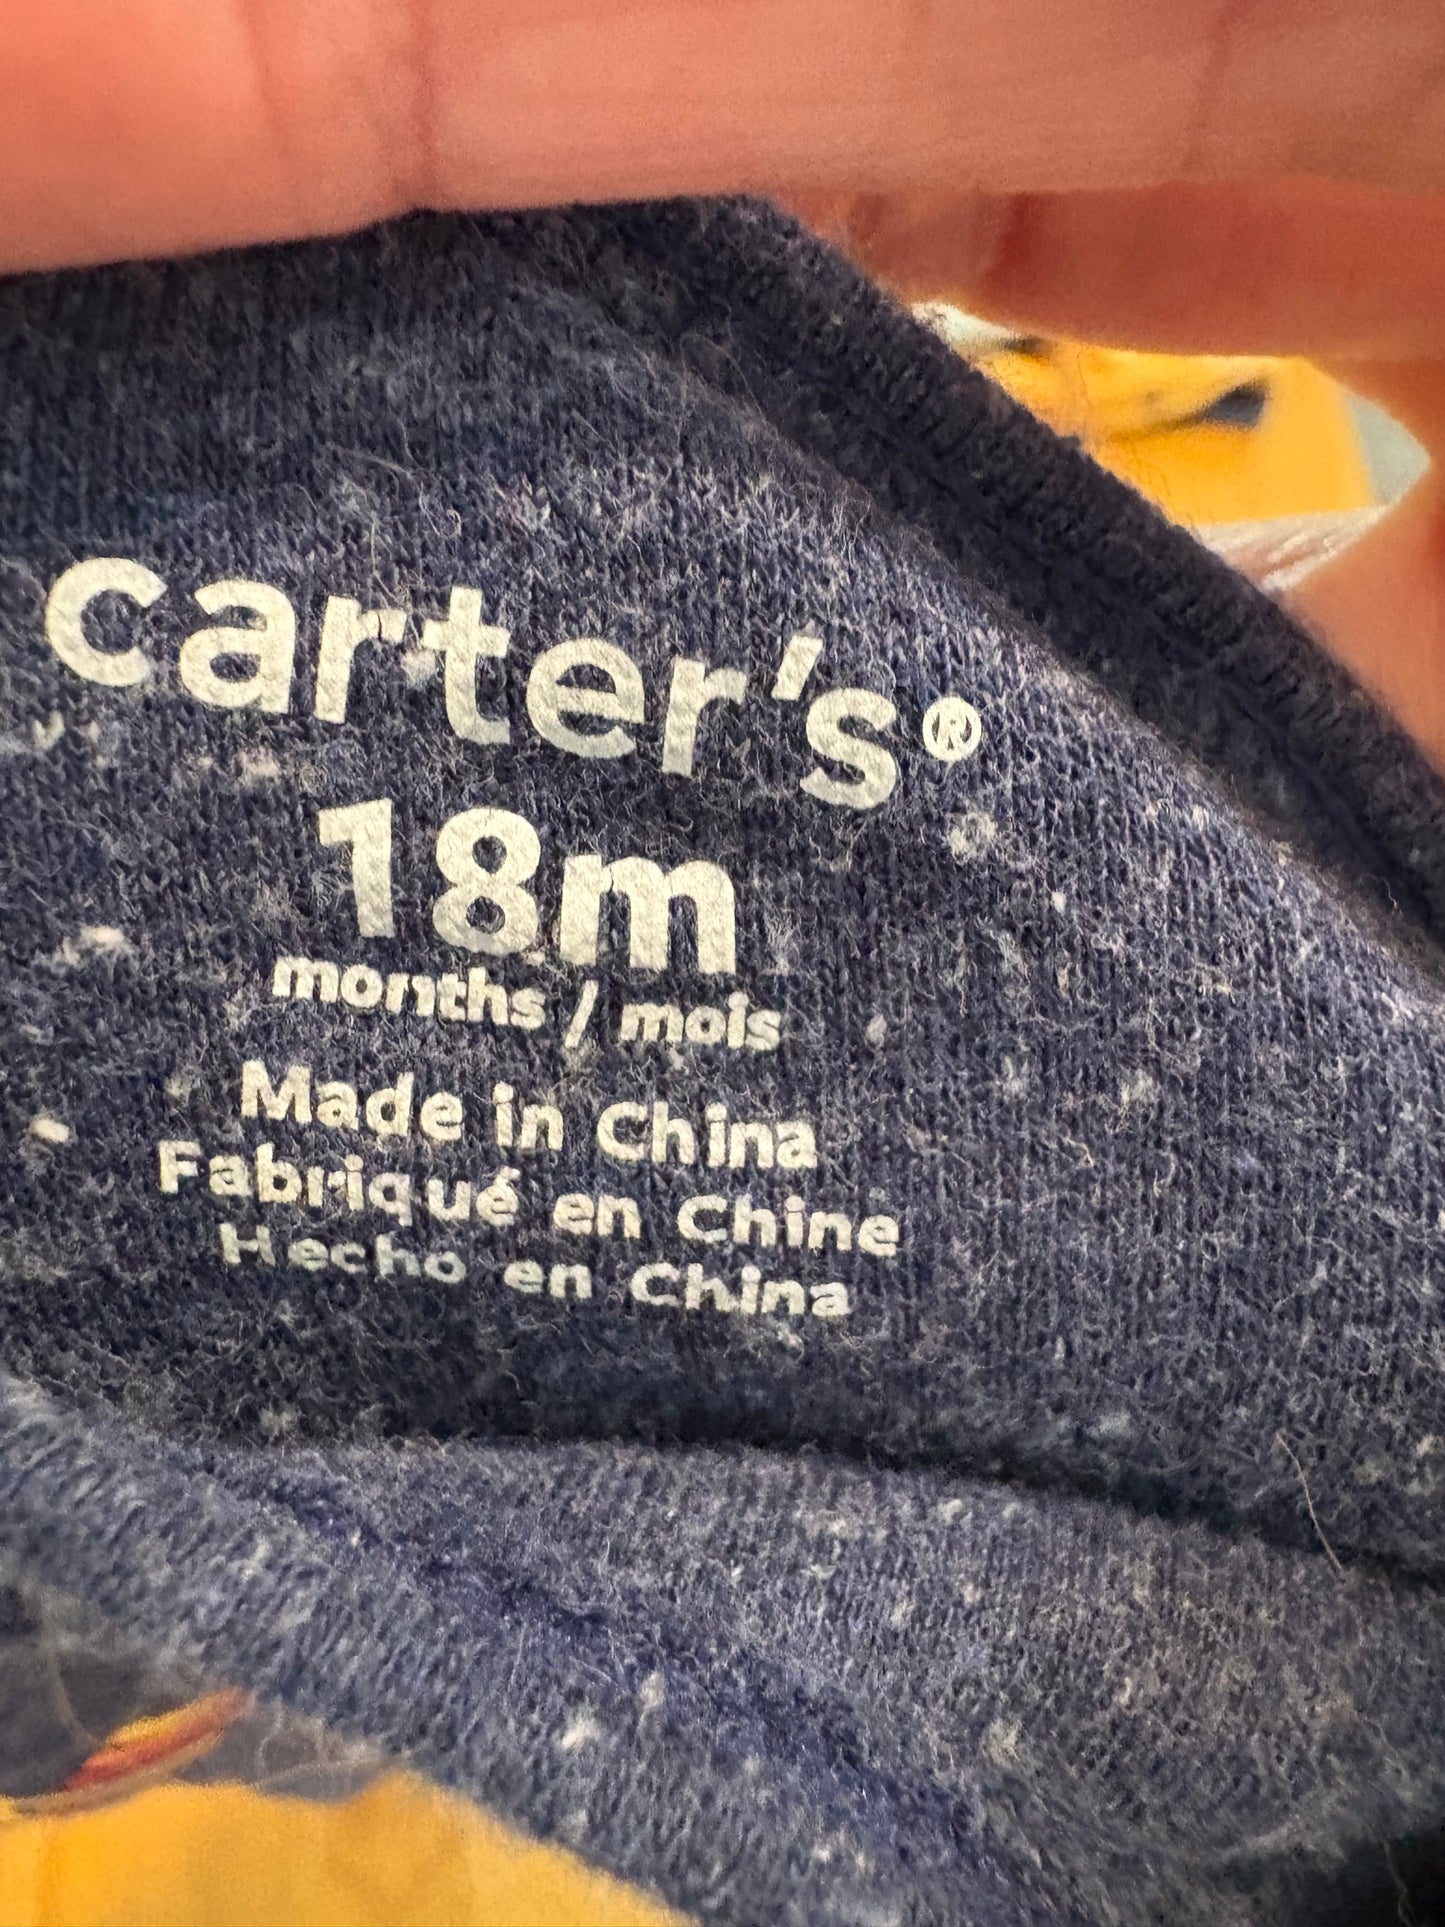 carter's®
18m
months / mois
Made in China
Fabriqué en Chine
Hecho en China